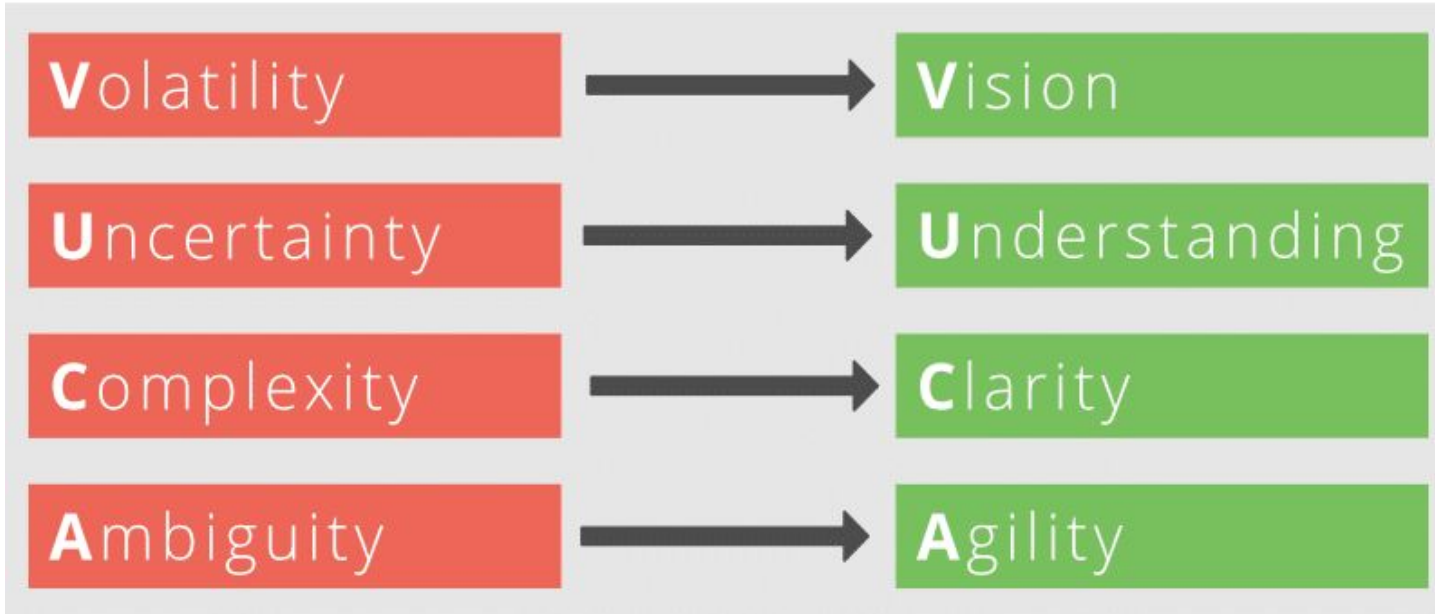 Volatility
Vision
Uncertainty
Understanding
Complexity
Clarity
Ambiguity
Agility